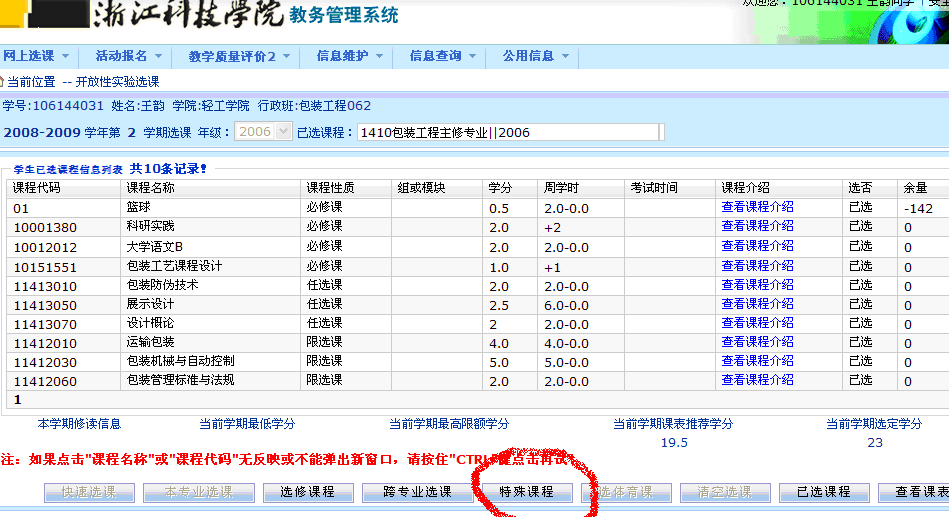 浙江科技学院 教务管理系统
欢迎您：106144031 王韵同学 | 安全
网上选课 活动报名 教学质量评价2 信息维护 信息查询 公用信息
当前位置 -- 开放性实验选课
学号:106144031 姓名:王韵 学院:轻工学院 行政班:包装工程062
2008-2009 学年第 2 学期选课 年级： 2006 已选课程： 1410包装工程主修专业||2006
学生已选课程信息列表 共10条记录!
课程代码 课程名称 课程性质 组或模块 学分 周学时 考试时间 课程介绍 选否 余量
01 篮球 必修课 0.5 2.0-0.0 查看课程介绍 已选 -142
10001380 科研实践 必修课 2.0 +2 查看课程介绍 已选 0
10012012 大学语文B 必修课 2.0 2.0-0.0 查看课程介绍 已选 0
10151551 包装工艺课程设计 必修课 1.0 +1 查看课程介绍 已选 0
11413010 包装防伪技术 任选课 2.0 2.0-0.0 查看课程介绍 已选 0
11413050 展示设计 任选课 2.5 6.0-0.0 查看课程介绍 已选 0
11413070 设计概论 任选课 2 2.0-0.0 查看课程介绍 已选 0
11412010 运输包装 限选课 4.0 4.0-0.0 查看课程介绍 已选 0
11412030 包装机械与自动控制 限选课 5.0 5.0-0.0 查看课程介绍 已选 0
11412060 包装管理标准与法规 限选课 2.0 2.0-0.0 查看课程介绍 已选 0
1
本学期修读信息 当前学期最低学分 当前学期最高限额学分 当前学期课表推荐学分 当前学期选定学分
19.5 23
注：如果点击"课程名称"或"课程代码"无反映或不能弹出新窗口，请按住"CTRL"键点击再试
快速选课 本专业选课 选修课程 跨专业选课 特殊课程 选体育课 清空选课 已选课程 查看课表